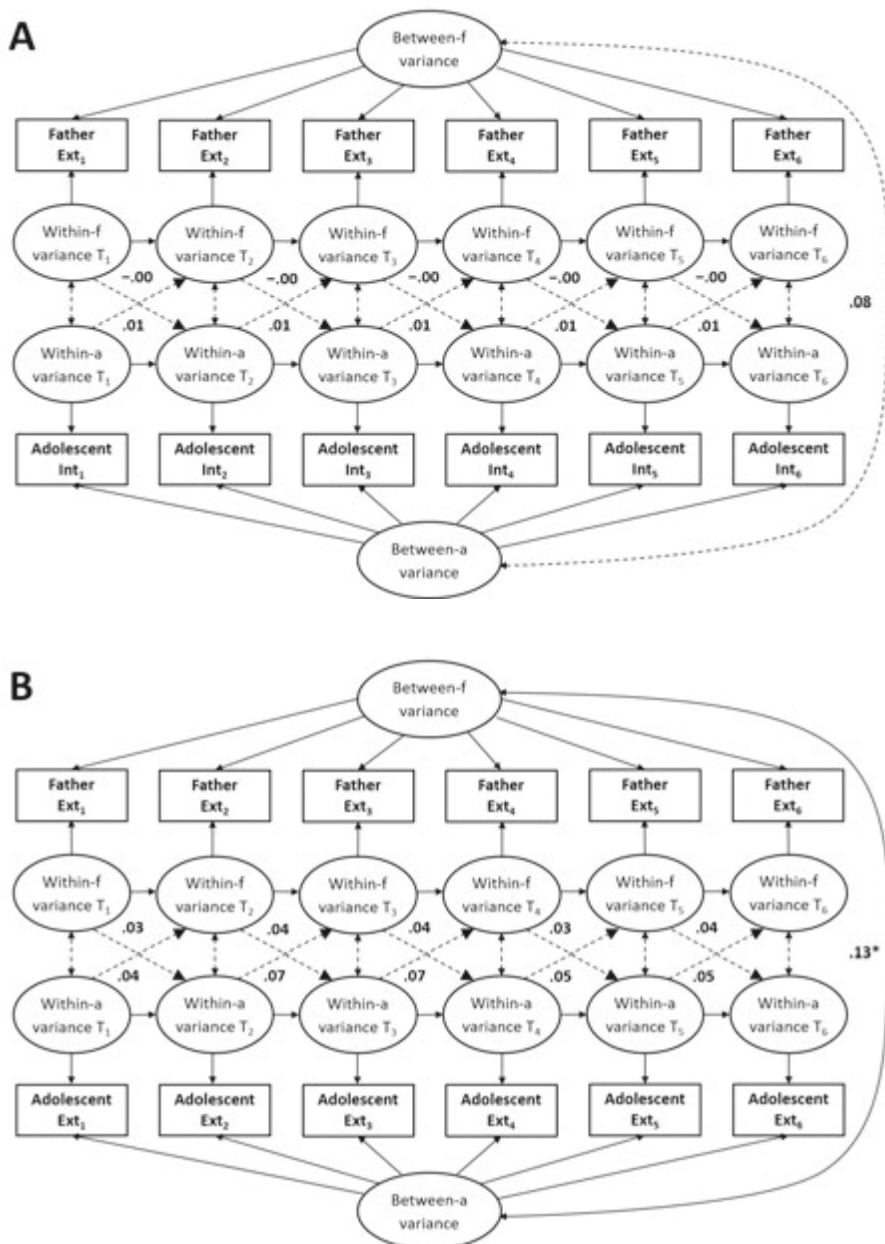 A
Between-f
variance
Father Father Father Father Father Father
Ext₁ Ext₂ Ext₃ Ext₄ Ext₅ Ext₆
Within-f Within-f Within-f Within-f Within-f Within-f
variance T₁ variance T₂ variance T₃ variance T₄ variance T₅ variance T₆
−.00 −.00 −.00 −.00 −.00
.08
.01 .01 .01 .01 .01
Within-a Within-a Within-a Within-a Within-a Within-a
variance T₁ variance T₂ variance T₃ variance T₄ variance T₅ variance T₆
Adolescent Adolescent Adolescent Adolescent Adolescent Adolescent
Int₁ Int₂ Int₃ Int₄ Int₅ Int₆
Between-a
variance
B
Between-f
variance
Father Father Father Father Father Father
Ext₁ Ext₂ Ext₃ Ext₄ Ext₅ Ext₆
Within-f Within-f Within-f Within-f Within-f Within-f
variance T₁ variance T₂ variance T₃ variance T₄ variance T₅ variance T₆
.03 .04 .04 .03 .04
.13*
.04 .07 .07 .05 .05
Within-a Within-a Within-a Within-a Within-a Within-a
variance T₁ variance T₂ variance T₃ variance T₄ variance T₅ variance T₆
Adolescent Adolescent Adolescent Adolescent Adolescent Adolescent
Ext₁ Ext₂ Ext₃ Ext₄ Ext₅ Ext₆
Between-a
variance